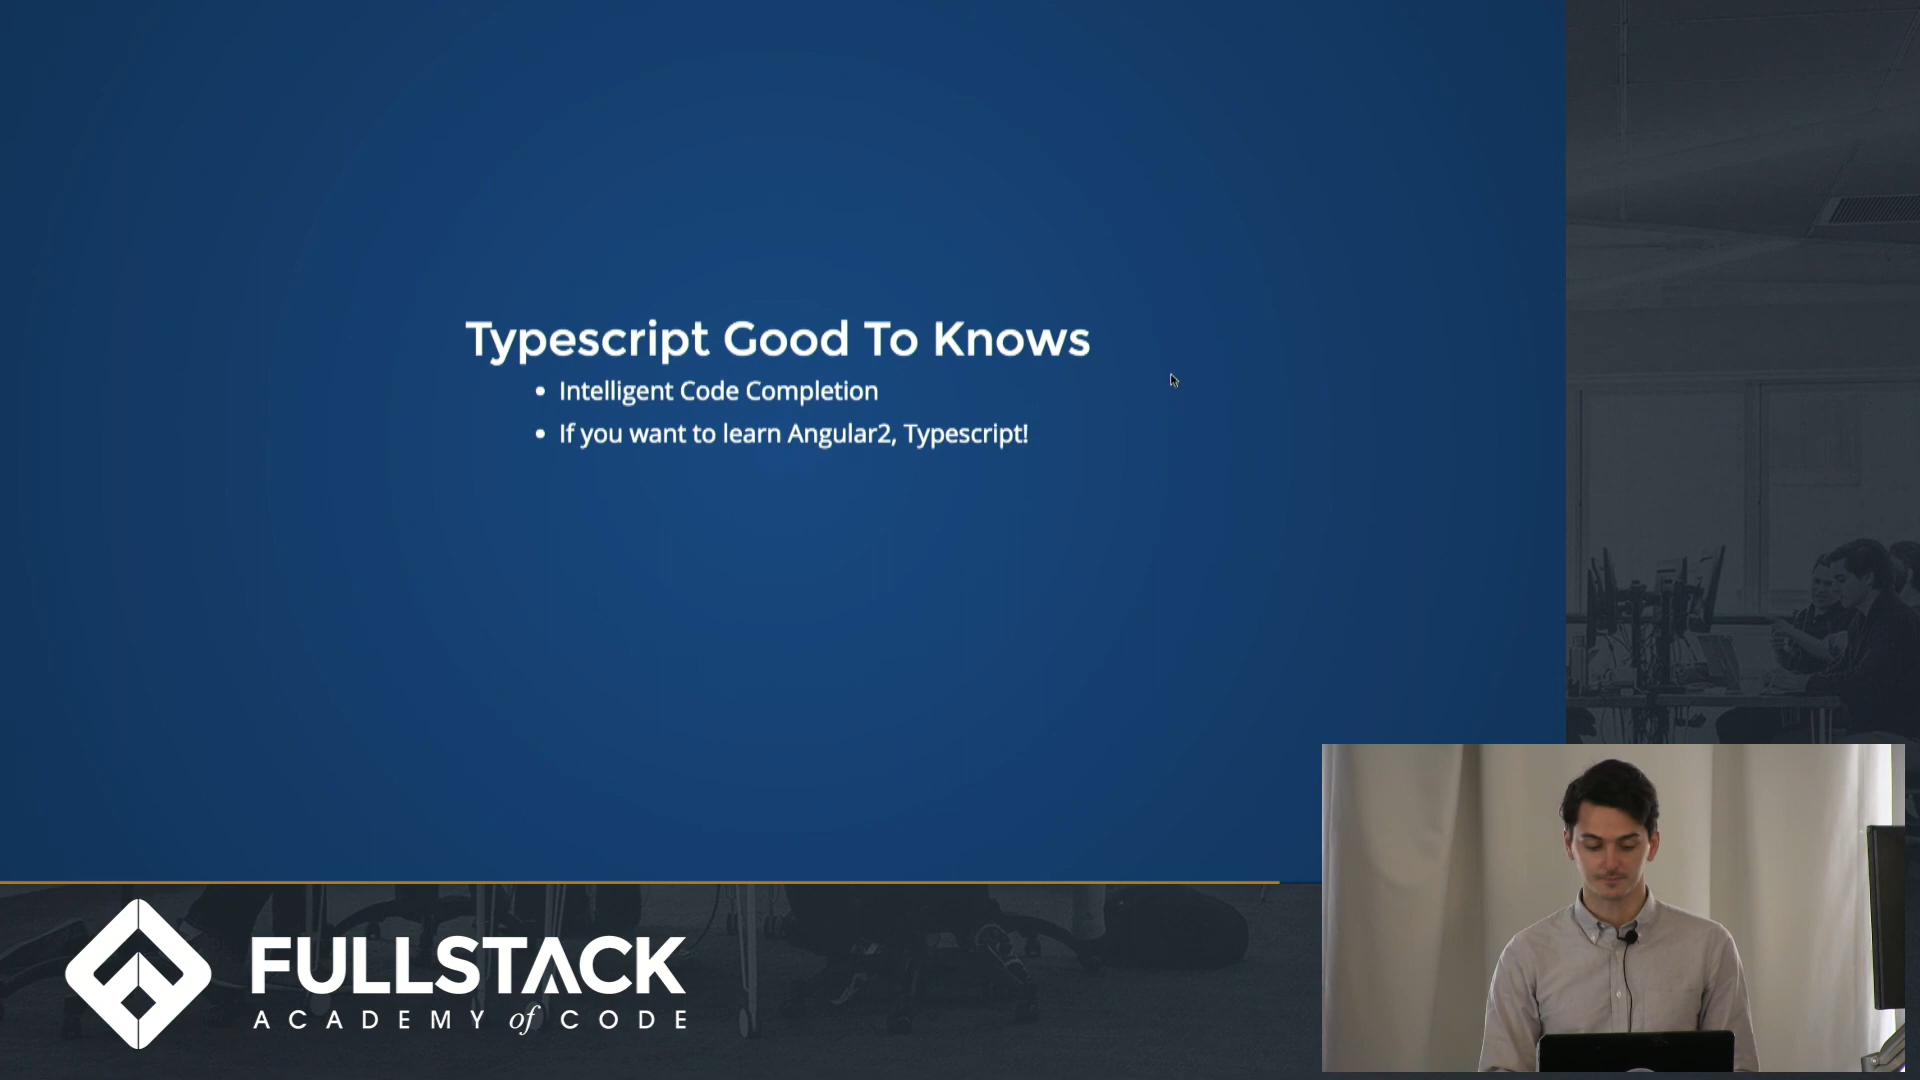 Typescript Good To Knows
Intelligent Code Completion
If you want to learn Angular2, Typescript!
FULLSTACK
ACADEMY of CODE